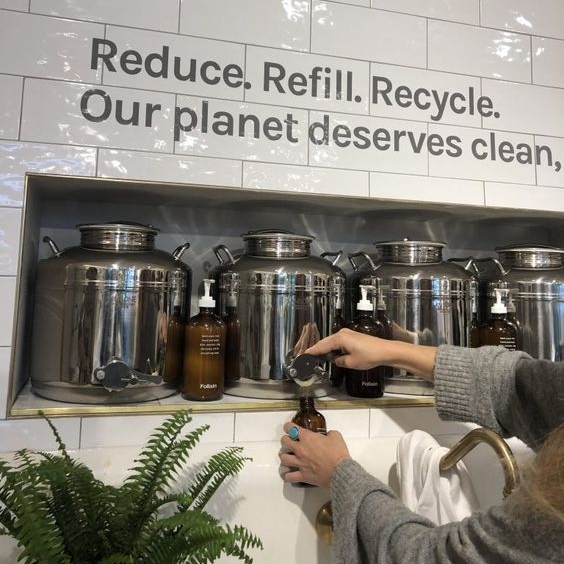 Reduce. Refill. Recycle.
Our planet deserves clean,
Follain
Follain